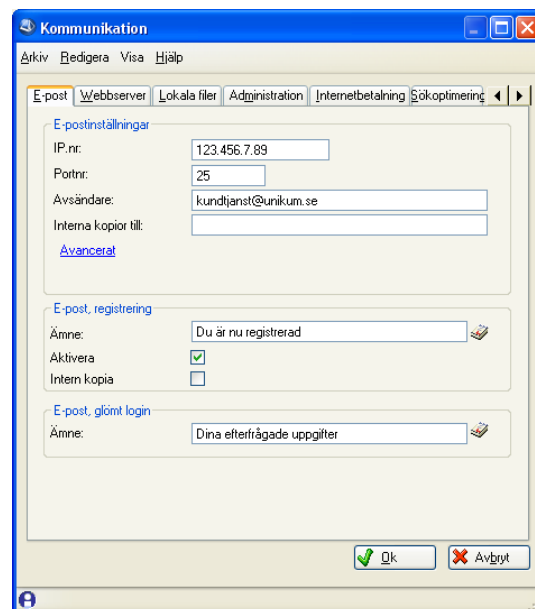 Kommunikation
Arkiv Redigera Visa Hjälp
E-post Webbserver Lokala filer Administration Internetbetalning Sökoptimering
E-postinställningar
IP.nr: 123.456.7.89
Portnr: 25
Avsändare: kundtjanst@unikum.se
Interna kopior till:
Avancerat
E-post, registrering
Ämne: Du är nu registrerad
Aktivera
Intern kopia
E-post, glömt login
Ämne: Dina efterfrågade uppgifter
Ok Avbryt